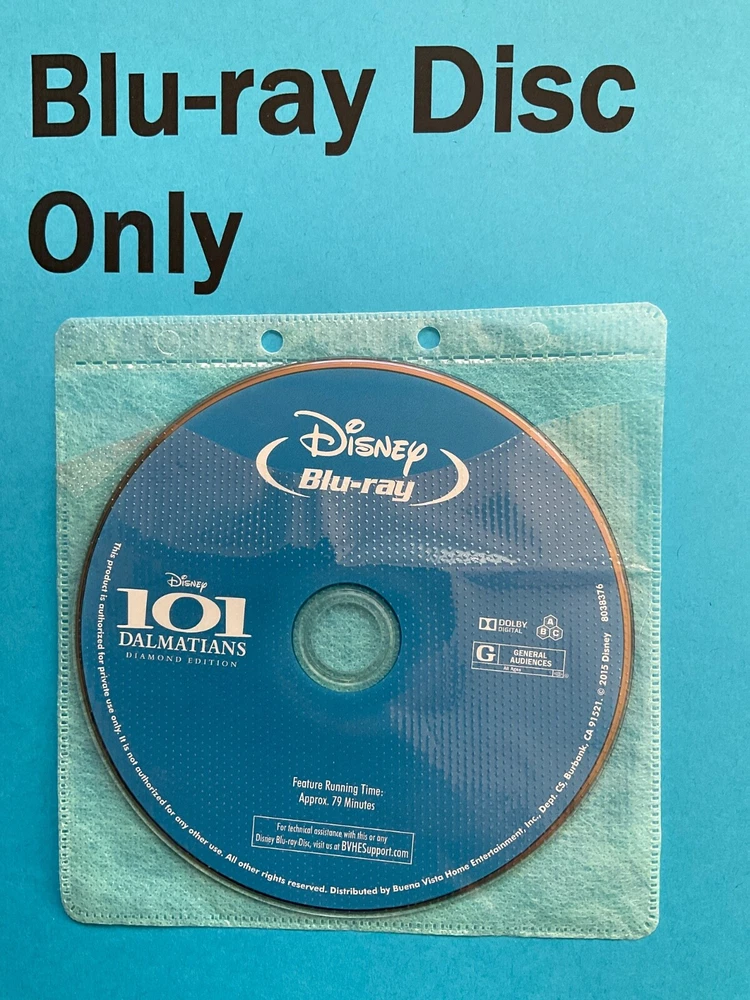 Blu-ray Disc
Only
Disney
Blu-ray
Disney
101
DALMATIANS
DIAMOND EDITION
DOLBY
DIGITAL
A
B C
G GENERAL
AUDIENCES
All Ages
Feature Running Time:
Approx. 79 Minutes
For technical assistance with this or any
Disney Blu-ray Disc, visit us at BVHESupport.com
This product is authorized for private use only. It is not authorized for any other use. All other rights reserved. Distributed by Buena Vista Home Entertainment, Inc., Dept. CS, Burbank, CA 91521. © 2015 Disney 8038376